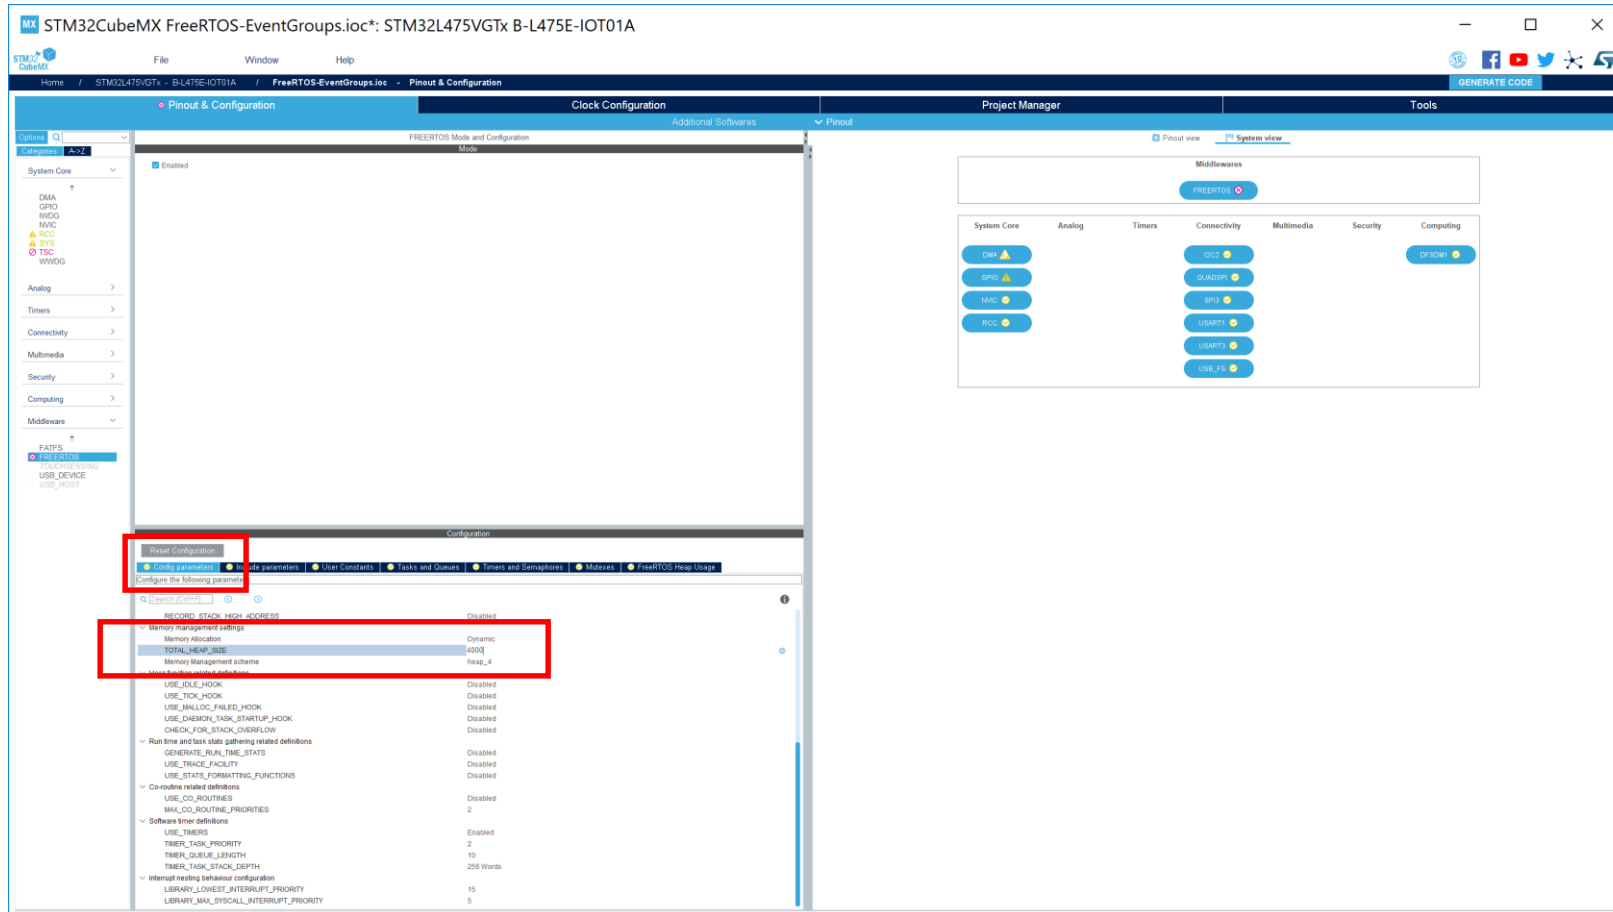 MX STM32CubeMX FreeRTOS-EventGroups.ioc*: STM32L475VGTx B-L475E-IOT01A
STM32 CubeMX
File Window Help
Home / STM32L475VGTx - B-L475E-IOT01A / FreeRTOS-EventGroups.ioc - Pinout & Configuration GENERATE CODE
Pinout & Configuration Clock Configuration Project Manager Tools
Additional Softwares Pinout
Options
Categories A->Z
System Core
DMA
GPIO
IWDG
NVIC
RCC
SYS
TSC
WWDG
Analog
Timers
Connectivity
Multimedia
Security
Computing
Middleware
FATFS
FREERTOS
TOUCHSENSING
USB_DEVICE
USB_HOST
FREERTOS Mode and Configuration
Mode
Enabled
Configuration
Reset Configuration
Config parameters Include parameters User Constants Tasks and Queues Timers and Semaphores Mutexes FreeRTOS Heap Usage
Configure the following parameters
Search (Ctrl+F)
RECORD_STACK_HIGH_ADDRESS Disabled
Memory management settings
Memory Allocation Dynamic
TOTAL_HEAP_SIZE 4000
Memory Management scheme heap_4
Hook function related definitions
USE_IDLE_HOOK Disabled
USE_TICK_HOOK Disabled
USE_MALLOC_FAILED_HOOK Disabled
USE_DAEMON_TASK_STARTUP_HOOK Disabled
CHECK_FOR_STACK_OVERFLOW Disabled
Run time and task stats gathering related definitions
GENERATE_RUN_TIME_STATS Disabled
USE_TRACE_FACILITY Disabled
USE_STATS_FORMATTING_FUNCTIONS Disabled
Co-routine related definitions
USE_CO_ROUTINES Disabled
MAX_CO_ROUTINE_PRIORITIES 2
Software timer definitions
USE_TIMERS Enabled
TIMER_TASK_PRIORITY 2
TIMER_QUEUE_LENGTH 10
TIMER_TASK_STACK_DEPTH 256 Words
Interrupt nesting behaviour configuration
LIBRARY_LOWEST_INTERRUPT_PRIORITY 15
LIBRARY_MAX_SYSCALL_INTERRUPT_PRIORITY 5
Pinout view System view
Middlewares
FREERTOS
System Core Analog Timers Connectivity Multimedia Security Computing
DMA I2C2 DFSDM1
GPIO QUADSPI
NVIC SPI3
RCC USART1
USART3
USB_FS